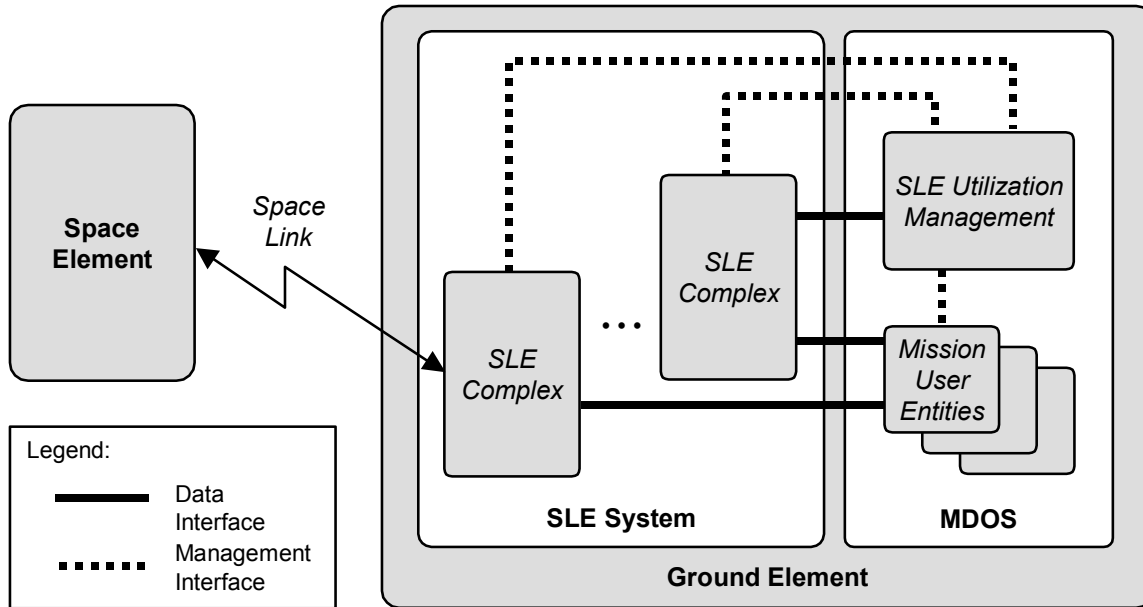 Space
Element
Space
Link
SLE
Complex
...
SLE
Complex
SLE Utilization
Management
Mission
User
Entities
SLE System
MDOS
Ground Element
Legend:
Data
Interface
Management
Interface